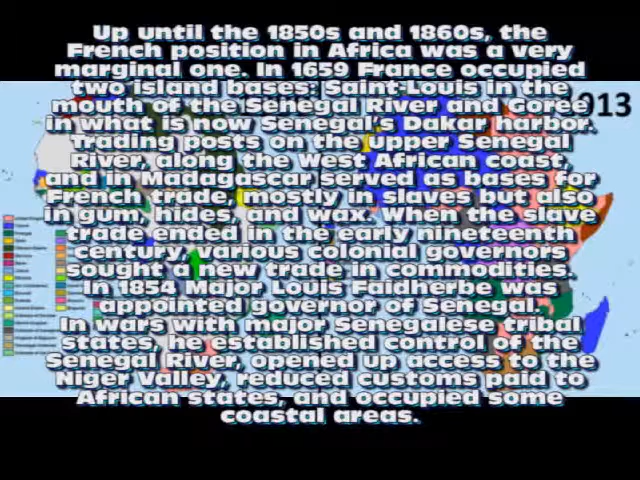 Up until the 1850s and 1860s, the
French position in Africa was a very
marginal one. In 1659 France occupied
two island bases: Saint-Louis in the
mouth of the Senegal River and Goree
in what is now Senegal's Dakar harbor.
Trading posts on the upper Senegal
River, along the West African coast,
and in Madagascar served as bases for
French trade, mostly in slaves but also
in gum, hides, and wax. When the slave
trade ended in the early nineteenth
century, various colonial governors
sought a new trade in commodities.
In 1854 Major Louis Faidherbe was
appointed governor of Senegal.
In wars with major Senegalese tribal
states, he established control of the
Senegal River, opened up access to the
Niger Valley, reduced customs paid to
African states, and occupied some
coastal areas.
013